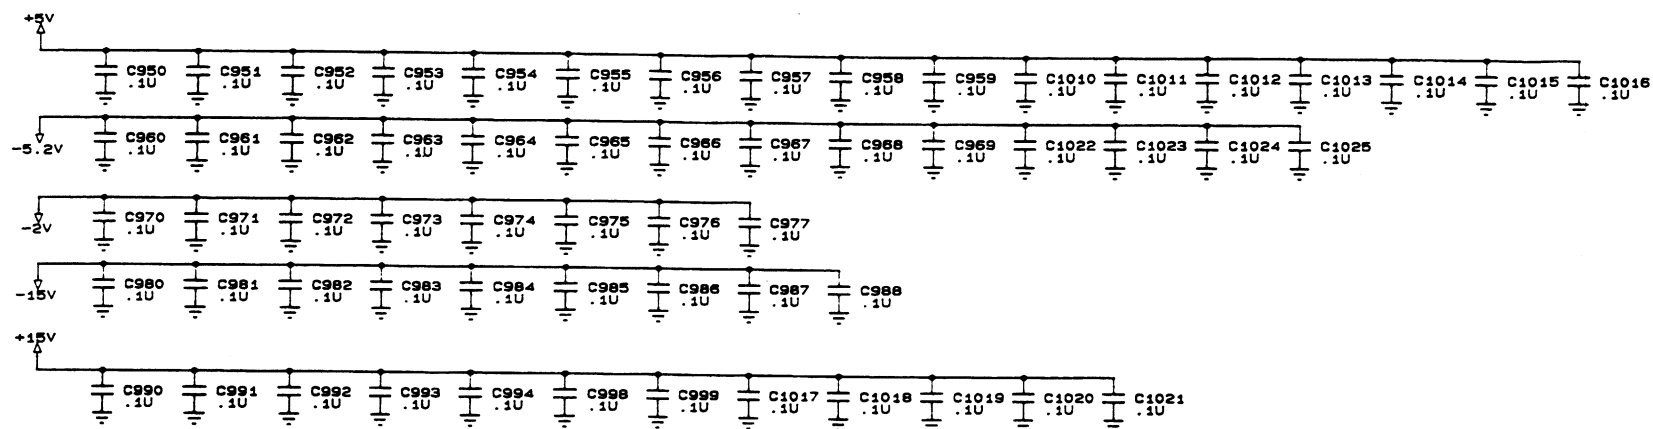 +5V
C950 C951 C952 C953 C954 C955 C956 C957 C958 C959 C1010 C1011 C1012 C1013 C1014 C1015 C1016
.1U .1U .1U .1U .1U .1U .1U .1U .1U .1U .1U .1U .1U .1U .1U .1U .1U
-5.2V
C960 C961 C962 C963 C964 C965 C966 C967 C968 C969 C1022 C1023 C1024 C1025
.1U .1U .1U .1U .1U .1U .1U .1U .1U .1U .1U .1U .1U .1U
-2V
C970 C971 C972 C973 C974 C975 C976 C977
.1U .1U .1U .1U .1U .1U .1U .1U
-15V
C980 C981 C982 C983 C984 C985 C986 C987 C988
.1U .1U .1U .1U .1U .1U .1U .1U .1U
+15V
C990 C991 C992 C993 C994 C998 C999 C1017 C1018 C1019 C1020 C1021
.1U .1U .1U .1U .1U .1U .1U .1U .1U .1U .1U .1U